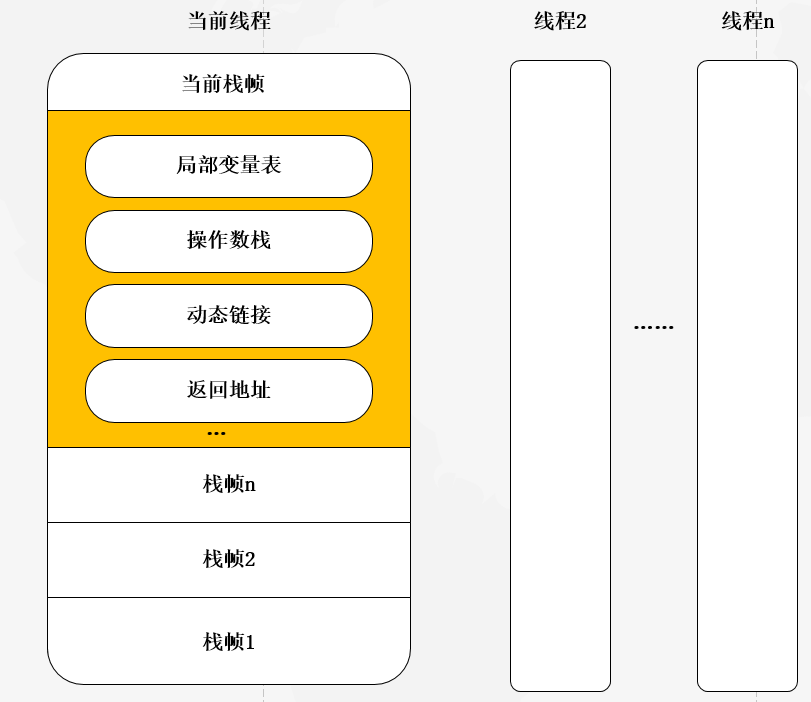 当前线程
线程2
线程n
当前栈帧
局部变量表
操作数栈
动态链接
返回地址
...
栈帧n
栈帧2
栈帧1
……